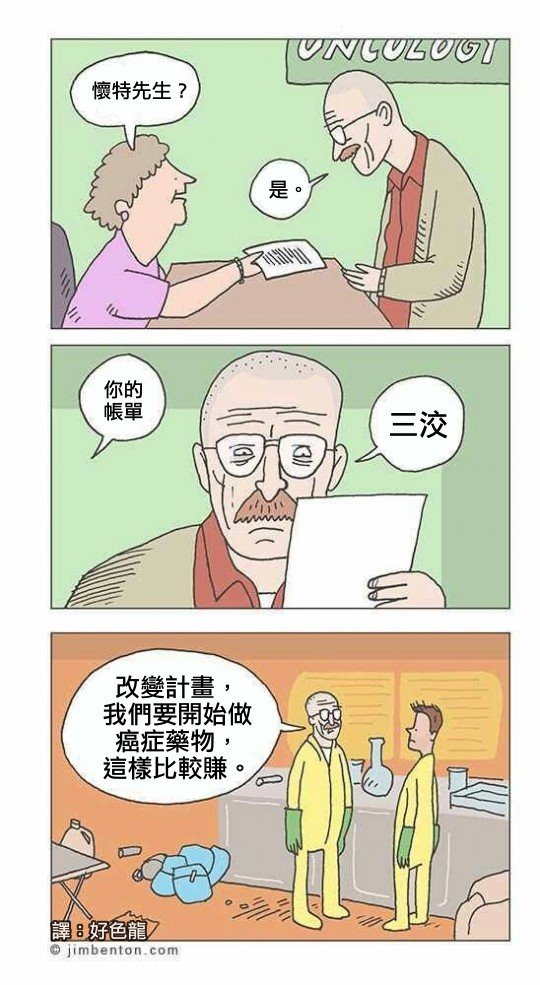 ONCOLOGY
懷特先生？
是。
你的
帳單
三洨
改變計畫，
我們要開始做
癌症藥物，
這樣比較賺。
譯：好色龍
© jimbenton.com